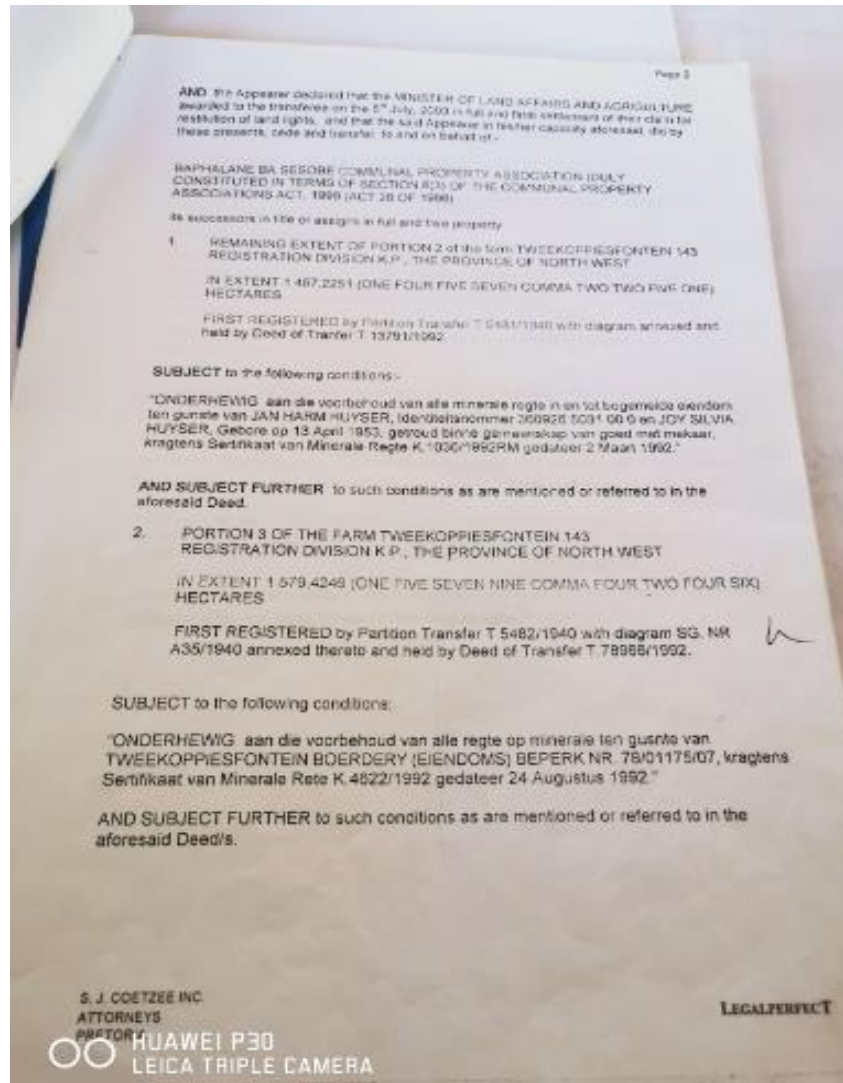 Page 2
AND the Appearer declared that the MINISTER OF LAND AFFAIRS AND AGRICULTURE
awarded to the transferee on the 5th July, 2003 in full and final settlement of their claim for
restitution of land rights, and that the said Appearer in his/her capacity aforesaid, did by
these presents, cede and transfer, to and on behalf of:-
BAPHALANE BA SESOBE COMMUNAL PROPERTY ASSOCIATION (DULY
CONSTITUTED IN TERMS OF SECTION OF THE COMMUNAL PROPERTY
ASSOCIATIONS ACT, 1996 (ACT 28 OF 1996)
its successors in title or assigns in full and free property
1. REMAINING EXTENT OF PORTION 2 of the farm TWEEKOPPIESFONTEIN 143
REGISTRATION DIVISION K.P., THE PROVINCE OF NORTH WEST
IN EXTENT 1 457,2251 (ONE FOUR FIVE SEVEN COMMA TWO TWO FIVE ONE)
HECTARES
FIRST REGISTERED by Partition Transfer T 5481/1940 with diagram annexed and
held by Deed of Tranfer T 13791/1992
SUBJECT to the following conditions:-
"ONDERHEWIG aan die voorbehoud van alle minerale regte in en tot bogemelde eiendom
ten gunste van JAN HARM HUYSER, Identiteitsnommer en JOY SILVIA
HUYSER, Gebore op 13 April 1953, getroud binne gemeenskap van goed met mekaar,
kragtens Sertifikaat van Minerale Regte K gedateer 2 Maart 1992."
AND SUBJECT FURTHER to such conditions as are mentioned or referred to in the
aforesaid Deed.
2. PORTION 3 OF THE FARM TWEEKOPPIESFONTEIN 143
REGISTRATION DIVISION K.P., THE PROVINCE OF NORTH WEST
IN EXTENT 1 579,4246 (ONE FIVE SEVEN NINE COMMA FOUR TWO FOUR SIX)
HECTARES
FIRST REGISTERED by Partition Transfer T 5482/1940 with diagram SG. NR
A35/1940 annexed thereto and held by Deed of Transfer T 78966/1992.
SUBJECT to the following conditions:
"ONDERHEWIG aan die voorbehoud van alle regte op minerale ten gusnte van
TWEEKOPPIESFONTEIN BOERDERY (EIENDOMS) BEPERK NR. 78/01175/07, kragtens
Sertifikaat van Minerale Rete K 4622/1992 gedateer 24 Augustus 1992."
AND SUBJECT FURTHER to such conditions as are mentioned or referred to in the
aforesaid Deed/s.
S. J. COETZEE INC.
ATTORNEYS
LEGALPERFECT
HUAWEI P30
LEICA TRIPLE CAMERA